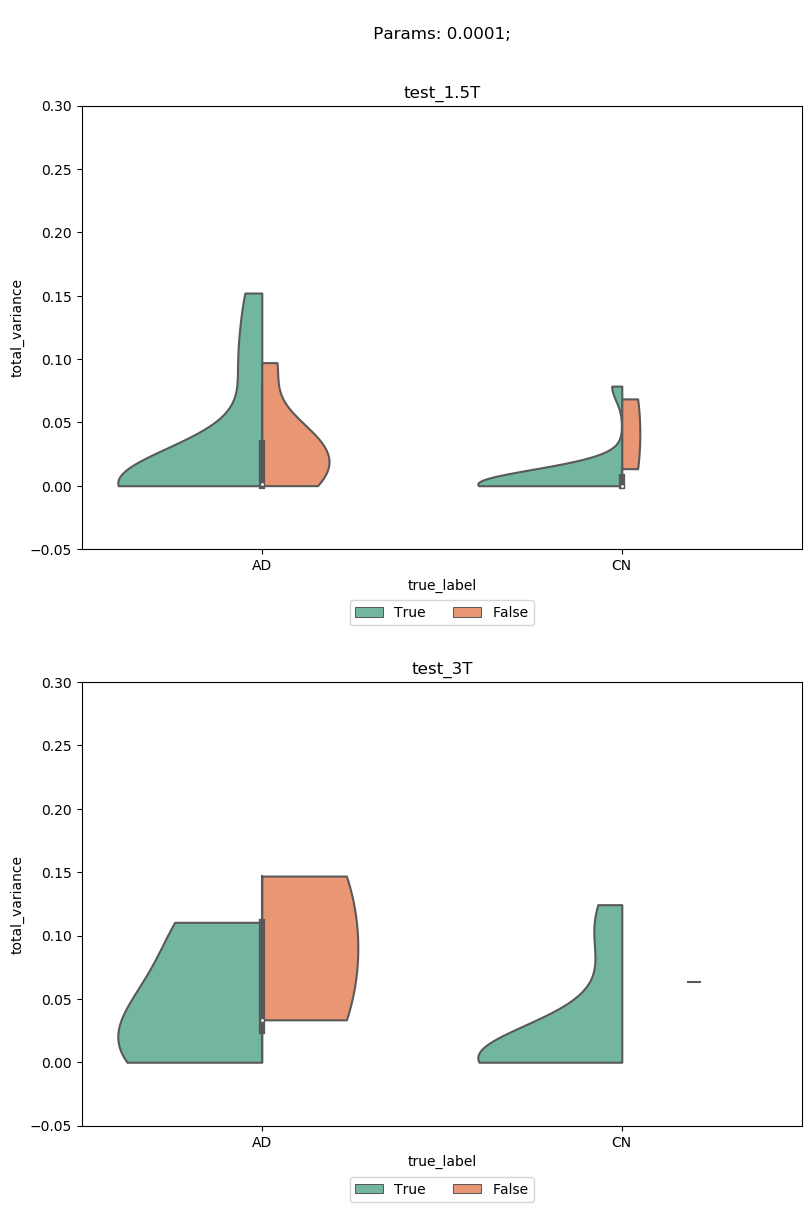 Params: 0.0001;
test_1.5T
0.30
0.25
0.20
0.15
0.10
0.05
0.00
−0.05
total_variance
AD CN
true_label
True False
test_3T
0.30
0.25
0.20
0.15
0.10
0.05
0.00
−0.05
total_variance
AD CN
true_label
True False